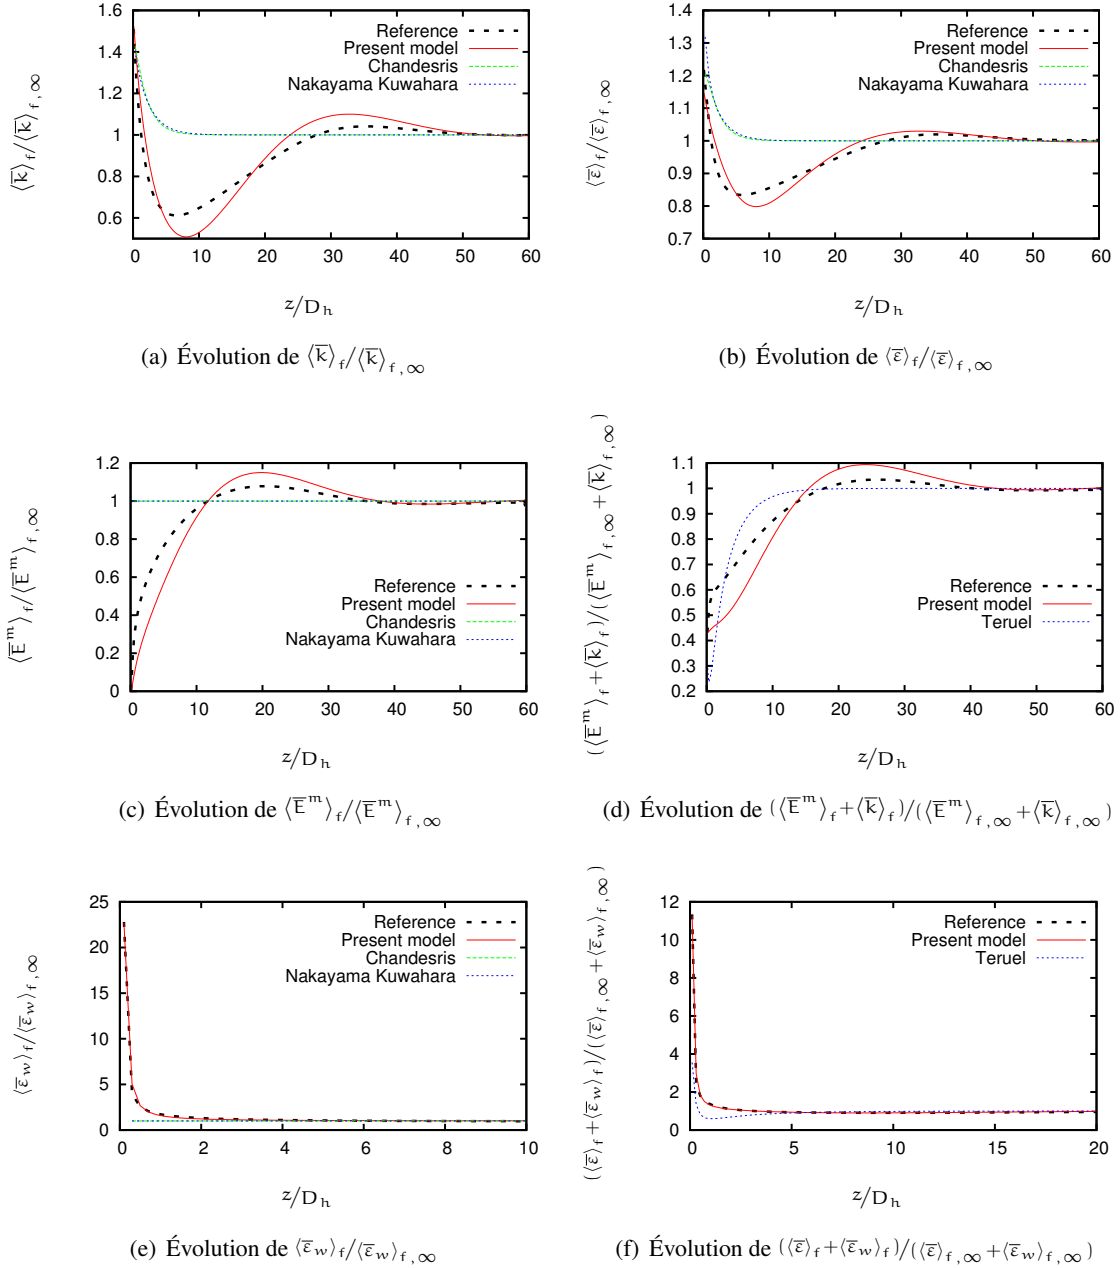 1.6
1.4
1.2
1
0.8
0.6
0 10 20 30 40 50 60
Reference
Present model
Chandesris
Nakayama Kuwahara
⟨k̅⟩f/⟨k̅⟩f,∞
z/Dh
(a) Évolution de ⟨k̅⟩f/⟨k̅⟩f,∞
1.4
1.3
1.2
1.1
1
0.9
0.8
0.7
0 10 20 30 40 50 60
Reference
Present model
Chandesris
Nakayama Kuwahara
⟨ε̅⟩f/⟨ε̅⟩f,∞
z/Dh
(b) Évolution de ⟨ε̅⟩f/⟨ε̅⟩f,∞
1.2
1
0.8
0.6
0.4
0.2
0
0 10 20 30 40 50 60
Reference
Present model
Chandesris
Nakayama Kuwahara
⟨E̅m⟩f/⟨E̅m⟩f,∞
z/Dh
(c) Évolution de ⟨E̅m⟩f/⟨E̅m⟩f,∞
1.1
1
0.9
0.8
0.7
0.6
0.5
0.4
0.3
0.2
0 10 20 30 40 50 60
Reference
Present model
Teruel
(⟨E̅m⟩f+⟨k̅⟩f)/(⟨E̅m⟩f,∞+⟨k̅⟩f,∞)
z/Dh
(d) Évolution de (⟨E̅m⟩f+⟨k̅⟩f)/(⟨E̅m⟩f,∞+⟨k̅⟩f,∞)
25
20
15
10
5
0
0 2 4 6 8 10
Reference
Present model
Chandesris
Nakayama Kuwahara
⟨ε̅w⟩f/⟨ε̅w⟩f,∞
z/Dh
(e) Évolution de ⟨ε̅w⟩f/⟨ε̅w⟩f,∞
12
10
8
6
4
2
0
0 5 10 15 20
Reference
Present model
Teruel
(⟨ε̅⟩f+⟨ε̅w⟩f)/(⟨ε̅⟩f,∞+⟨ε̅w⟩f,∞)
z/Dh
(f) Évolution de (⟨ε̅⟩f+⟨ε̅w⟩f)/(⟨ε̅⟩f,∞+⟨ε̅w⟩f,∞)